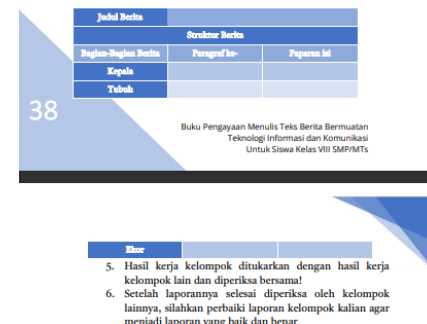 Judul Berita
Struktur Berita
Bagian-Bagian Berita Paragraf ke- Paparan isi
Kepala
Tubuh
38
Buku Pengayaan Menulis Teks Berita Bermuatan
Teknologi Informasi dan Komunikasi
Untuk Siswa Kelas VIII SMP/MTs
Ekor
5. Hasil kerja kelompok ditukarkan dengan hasil kerja
kelompok lain dan diperiksa bersama!
6. Setelah laporannya selesai diperiksa oleh kelompok
lainnya, silahkan perbaiki laporan kelompok kalian agar
menjadi laporan yang baik dan benar